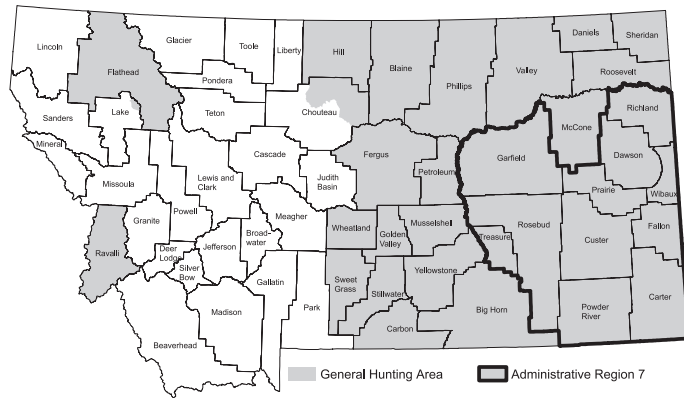 Lincoln
Flathead
Glacier
Toole
Liberty
Hill
Blaine
Phillips
Valley
Daniels
Sheridan
Roosevelt
Pondera
Teton
Chouteau
Sanders
Lake
Mineral
Missoula
Lewis and
Clark
Cascade
Judith
Basin
Fergus
Petroleum
Garfield
McCone
Richland
Dawson
Prairie
Wibaux
Granite
Powell
Meagher
Wheatland
Golden
Valley
Musselshell
Treasure
Rosebud
Custer
Fallon
Ravalli
Deer
Lodge
Silver
Bow
Jefferson
Broad-
water
Gallatin
Park
Sweet
Grass
Stillwater
Yellowstone
Carbon
Big Horn
Powder
River
Carter
Beaverhead
Madison
General Hunting Area
Administrative Region 7